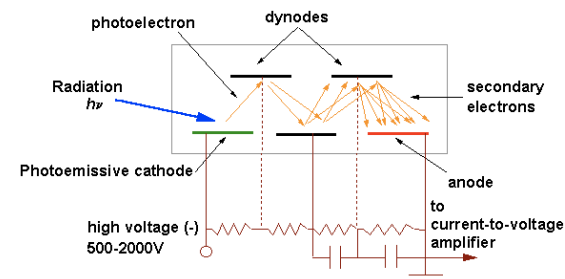 dynodes
photoelectron
Radiation
hν
secondary
electrons
Photoemissive cathode
anode
to
high voltage (-)
current-to-voltage
500-2000V
amplifier